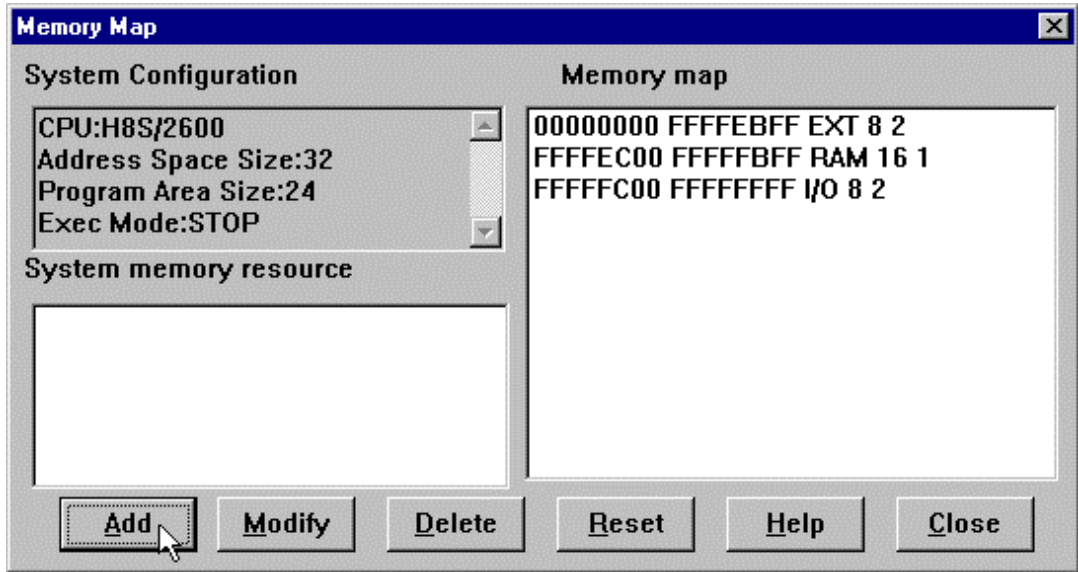 Memory Map
System Configuration
CPU:H8S/2600
Address Space Size:32
Program Area Size:24
Exec Mode:STOP
System memory resource
Memory map
00000000 FFFFEBFF EXT 8 2
FFFFEC00 FFFFFBFF RAM 16 1
FFFFFC00 FFFFFFFF I/O 8 2
Add
Modify
Delete
Reset
Help
Close